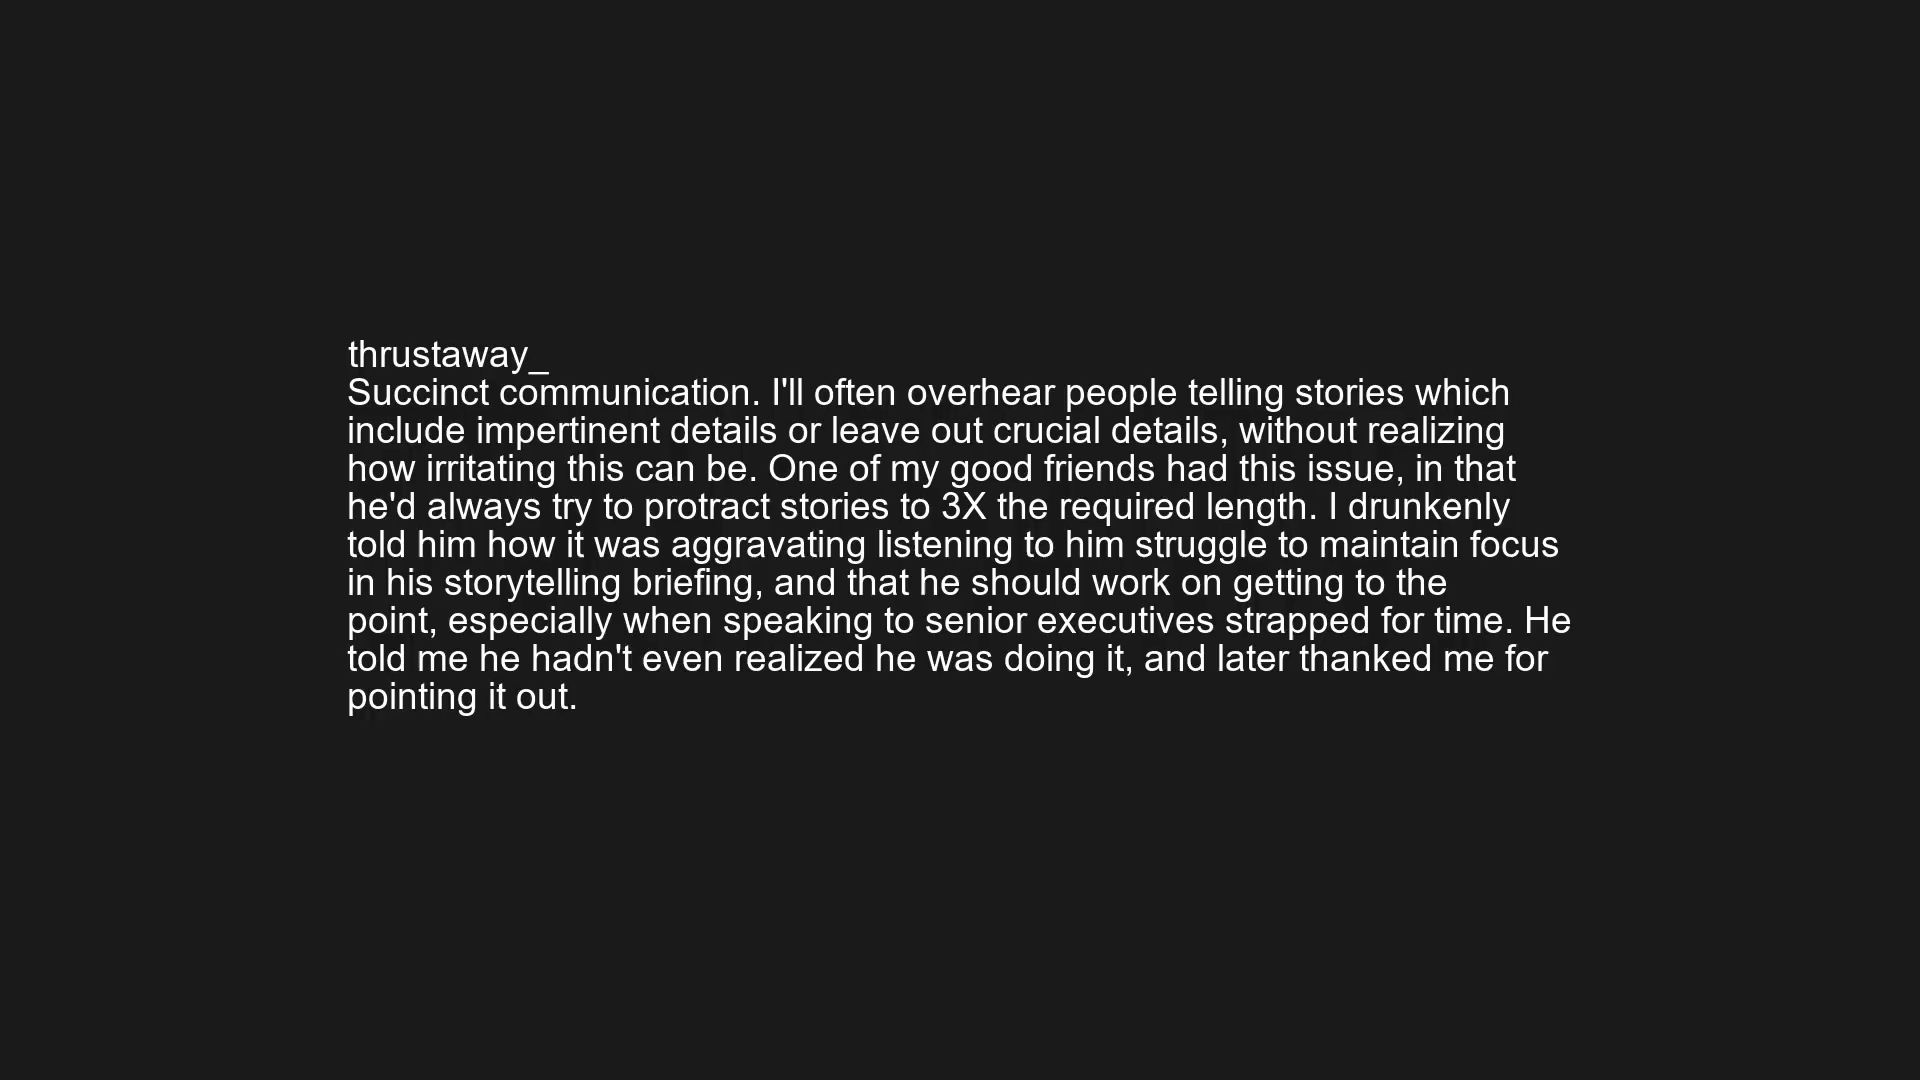 thrustaway_
Succinct communication. I'll often overhear people telling stories which
include impertinent details or leave out crucial details, without realizing
how irritating this can be. One of my good friends had this issue, in that
he'd always try to protract stories to 3X the required length. I drunkenly
told him how it was aggravating listening to him struggle to maintain focus
in his storytelling briefing, and that he should work on getting to the
point, especially when speaking to senior executives strapped for time. He
told me he hadn't even realized he was doing it, and later thanked me for
pointing it out.